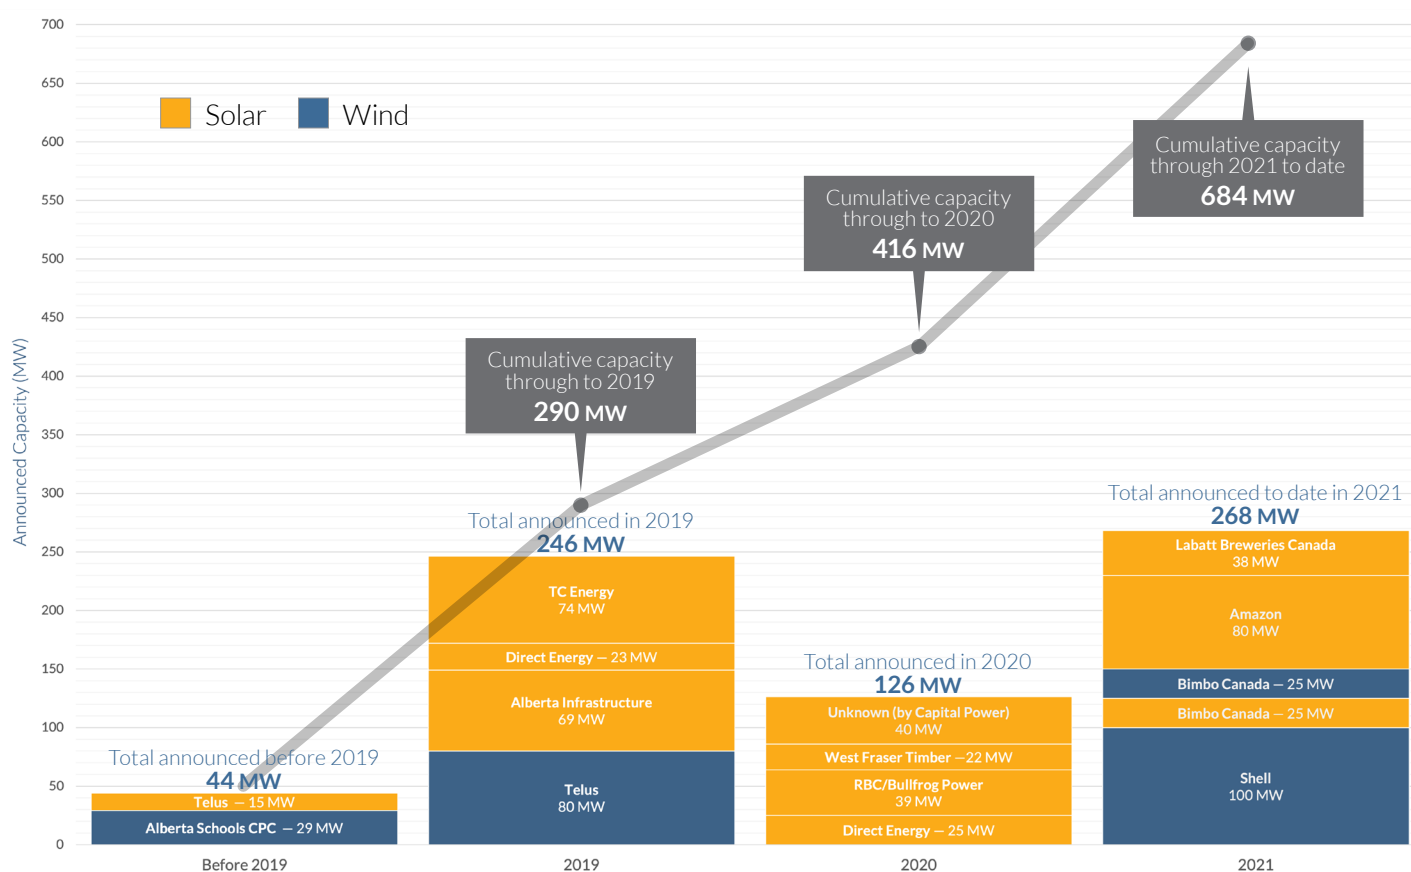 700
650
600
550
500
450
400
350
300
250
200
150
100
50
0
Announced Capacity (MW)
Solar
Wind
Cumulative capacity
through 2021 to date
684 MW
Cumulative capacity
through to 2020
416 MW
Cumulative capacity
through to 2019
290 MW
Total announced before 2019
44 MW
Telus — 15 MW
Alberta Schools CPC — 29 MW
Total announced in 2019
246 MW
TC Energy
74 MW
Direct Energy — 23 MW
Alberta Infrastructure
69 MW
Telus
80 MW
Total announced in 2020
126 MW
Unknown (by Capital Power)
40 MW
West Fraser Timber —22 MW
RBC/Bullfrog Power
39 MW
Direct Energy — 25 MW
Total announced to date in 2021
268 MW
Labatt Breweries Canada
38 MW
Amazon
80 MW
Bimbo Canada — 25 MW
Bimbo Canada — 25 MW
Shell
100 MW
Before 2019
2019
2020
2021